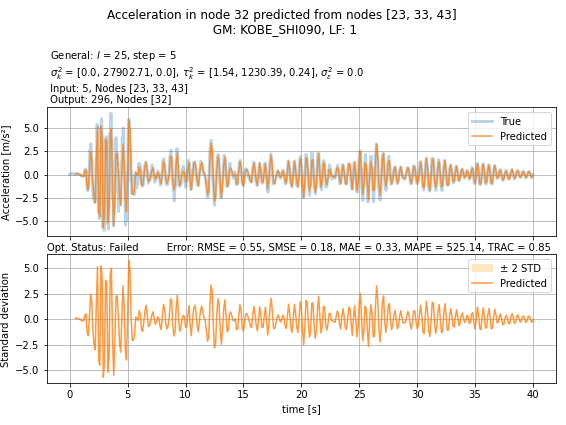 Acceleration in node 32 predicted from nodes [23, 33, 43]
GM: KOBE_SHI090, LF: 1
General: l = 25, step = 5
σ²ₖ = [0.0, 27902.71, 0.0], τ²ₖ = [1.54, 1230.39, 0.24], σ²ε = 0.0
Input: 5, Nodes [23, 33, 43]
Output: 296, Nodes [32]
Acceleration [m/s²]
5.0
2.5
0.0
−2.5
−5.0
True
Predicted
Opt. Status: Failed Error: RMSE = 0.55, SMSE = 0.18, MAE = 0.33, MAPE = 525.14, TRAC = 0.85
Standard deviation
5.0
2.5
0.0
−2.5
−5.0
± 2 STD
Predicted
0 5 10 15 20 25 30 35 40
time [s]